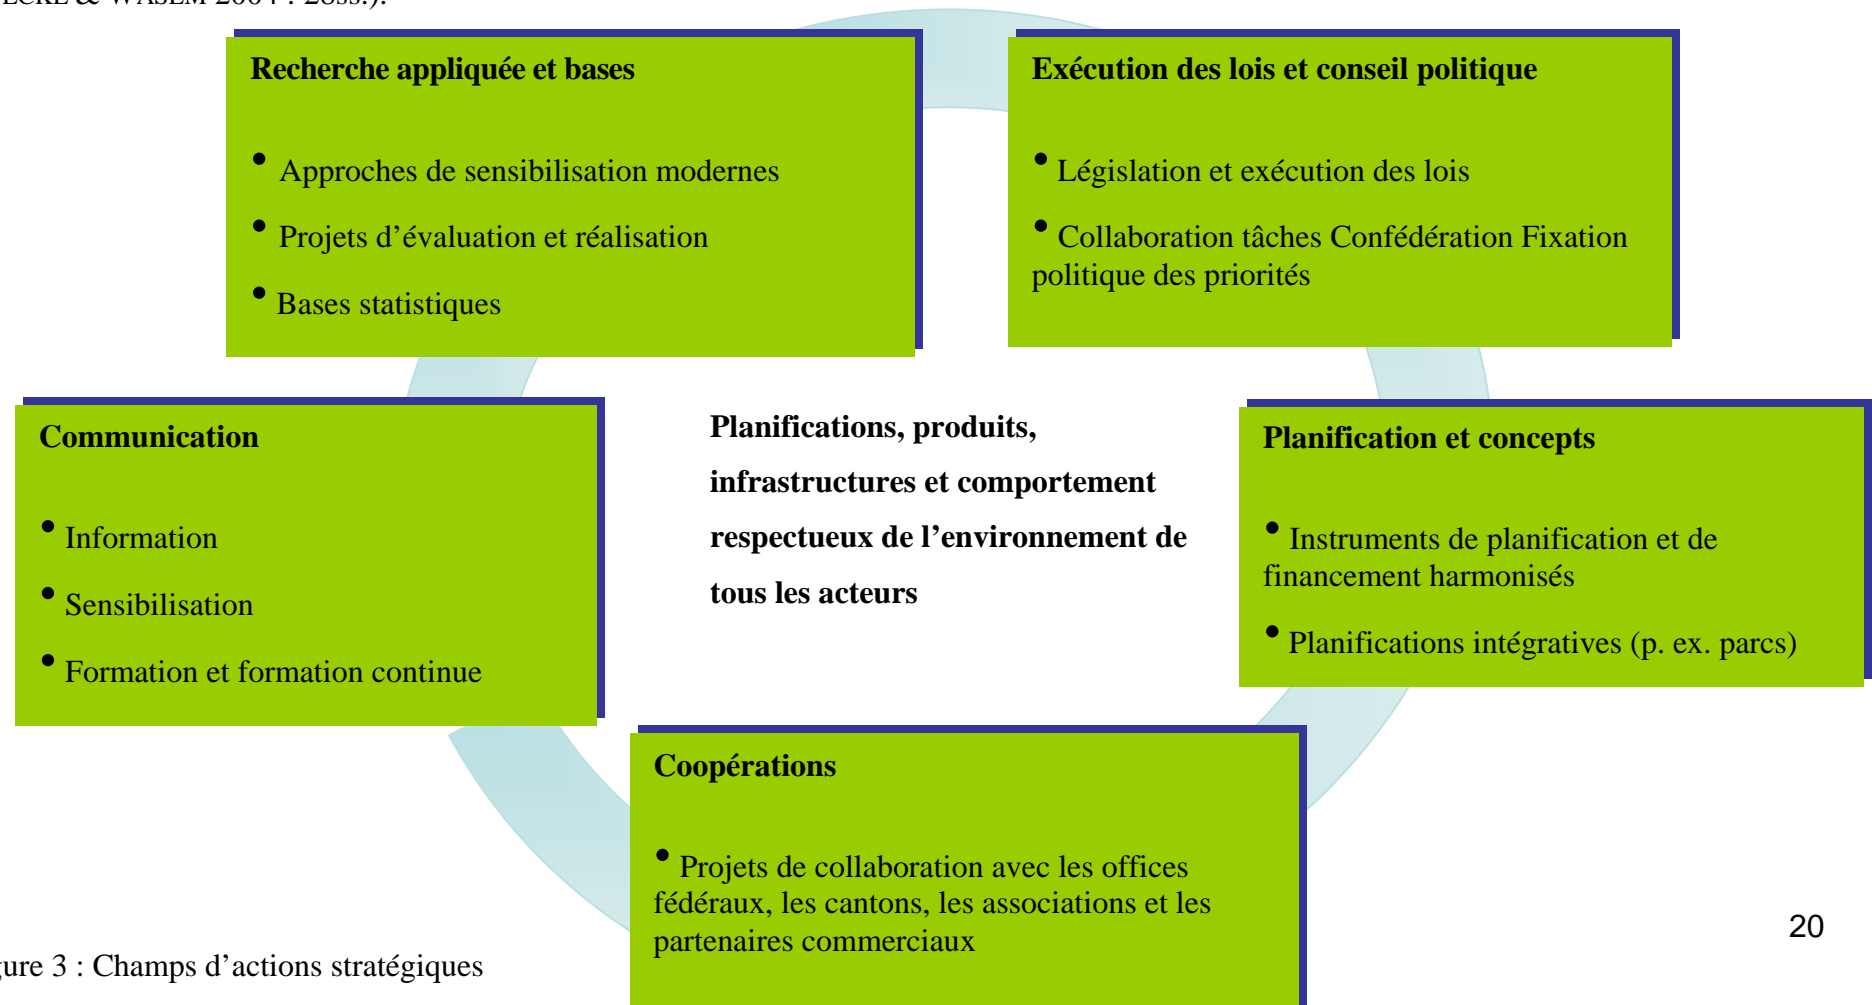 & WASEM 2004 : 28ss.).
Recherche appliquée et bases
• Approches de sensibilisation modernes
• Projets d’évaluation et réalisation
• Bases statistiques
Exécution des lois et conseil politique
• Législation et exécution des lois
• Collaboration tâches Confédération Fixation
politique des priorités
Communication
• Information
• Sensibilisation
• Formation et formation continue
Planifications, produits,
infrastructures et comportement
respectueux de l’environnement de
tous les acteurs
Planification et concepts
• Instruments de planification et de
financement harmonisés
• Planifications intégratives (p. ex. parcs)
Coopérations
• Projets de collaboration avec les offices
fédéraux, les cantons, les associations et les
partenaires commerciaux
20
gure 3 : Champs d’actions stratégiques